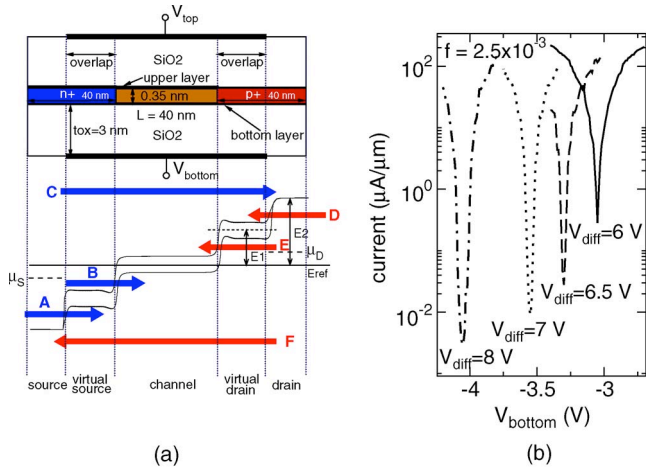 V_top
SiO2
overlap
overlap
upper layer
n+ 40 nm
0.35 nm
p+ 40 nm
L = 40 nm
tox=3 nm
SiO2
bottom layer
V_bottom
C
D
E
E2
E1
μ_D
Eref
μ_S
B
A
F
source
virtual source
channel
virtual drain
drain
(a)
f = 2.5x10^-3
10^2
10^0
10^-2
current (μA/μm)
V_diff=6 V
V_diff=6.5 V
V_diff=7 V
V_diff=8 V
-4
-3.5
-3
V_bottom (V)
(b)